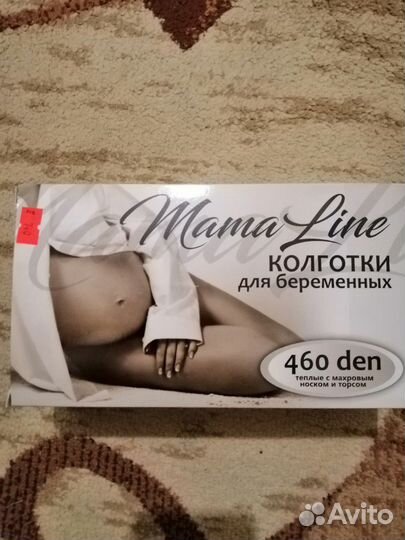 Mama Line
КОЛГОТКИ
для беременных
460 den
теплые с махровым
носком и торсом
Avito